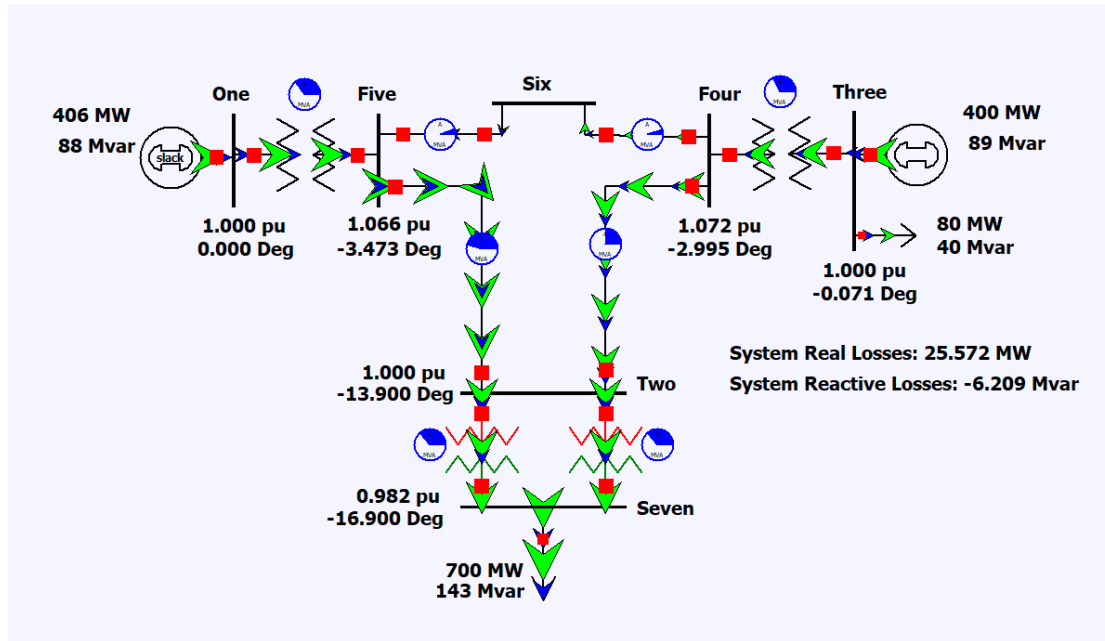 Six
One
Five
Four
Three
406 MW
88 Mvar
slack
MVA
A
MVA
A
MVA
MVA
400 MW
89 Mvar
1.000 pu
0.000 Deg
1.066 pu
-3.473 Deg
1.072 pu
-2.995 Deg
80 MW
40 Mvar
1.000 pu
-0.071 Deg
MVA
A
MVA
System Real Losses: 25.572 MW
System Reactive Losses: -6.209 Mvar
1.000 pu
-13.900 Deg
Two
MVA
MVA
0.982 pu
-16.900 Deg
Seven
700 MW
143 Mvar